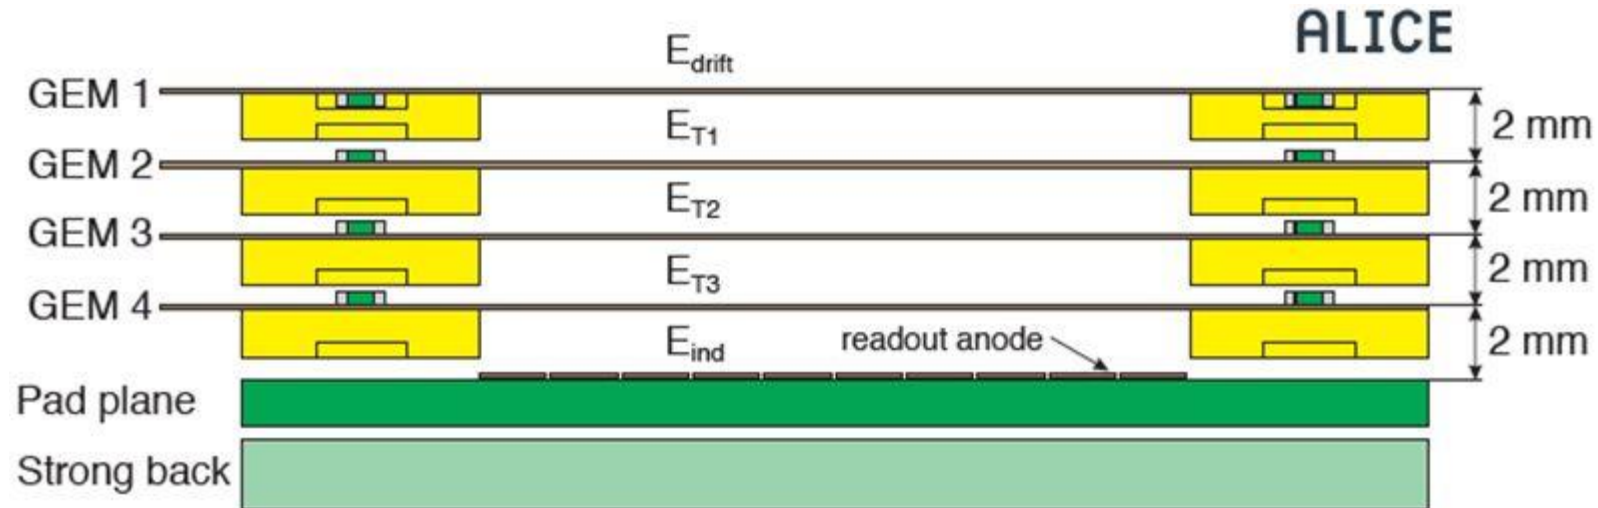 ALICE
E_drift
GEM 1
E_T1
2 mm
GEM 2
E_T2
2 mm
GEM 3
E_T3
2 mm
GEM 4
E_ind
readout anode
2 mm
Pad plane
Strong back